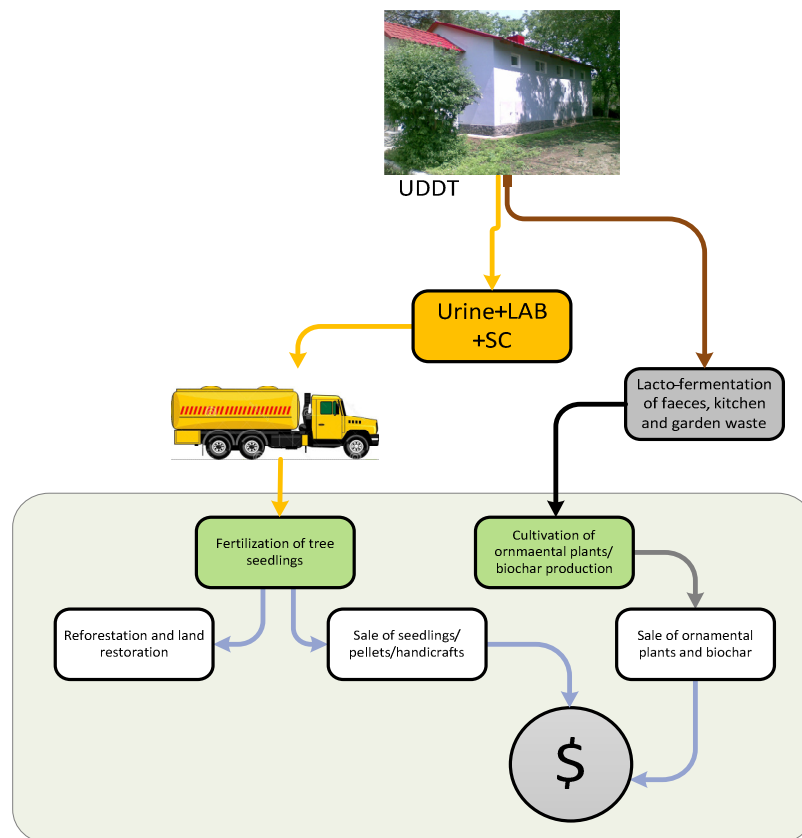 UDDT
Urine+LAB
+SC
Lacto-fermentation
of faeces, kitchen
and garden waste
Fertilization of tree
seedlings
Cultivation of
ornmaental plants/
biochar production
Reforestation and land
restoration
Sale of seedlings/
pellets/handicrafts
Sale of ornamental
plants and biochar
$